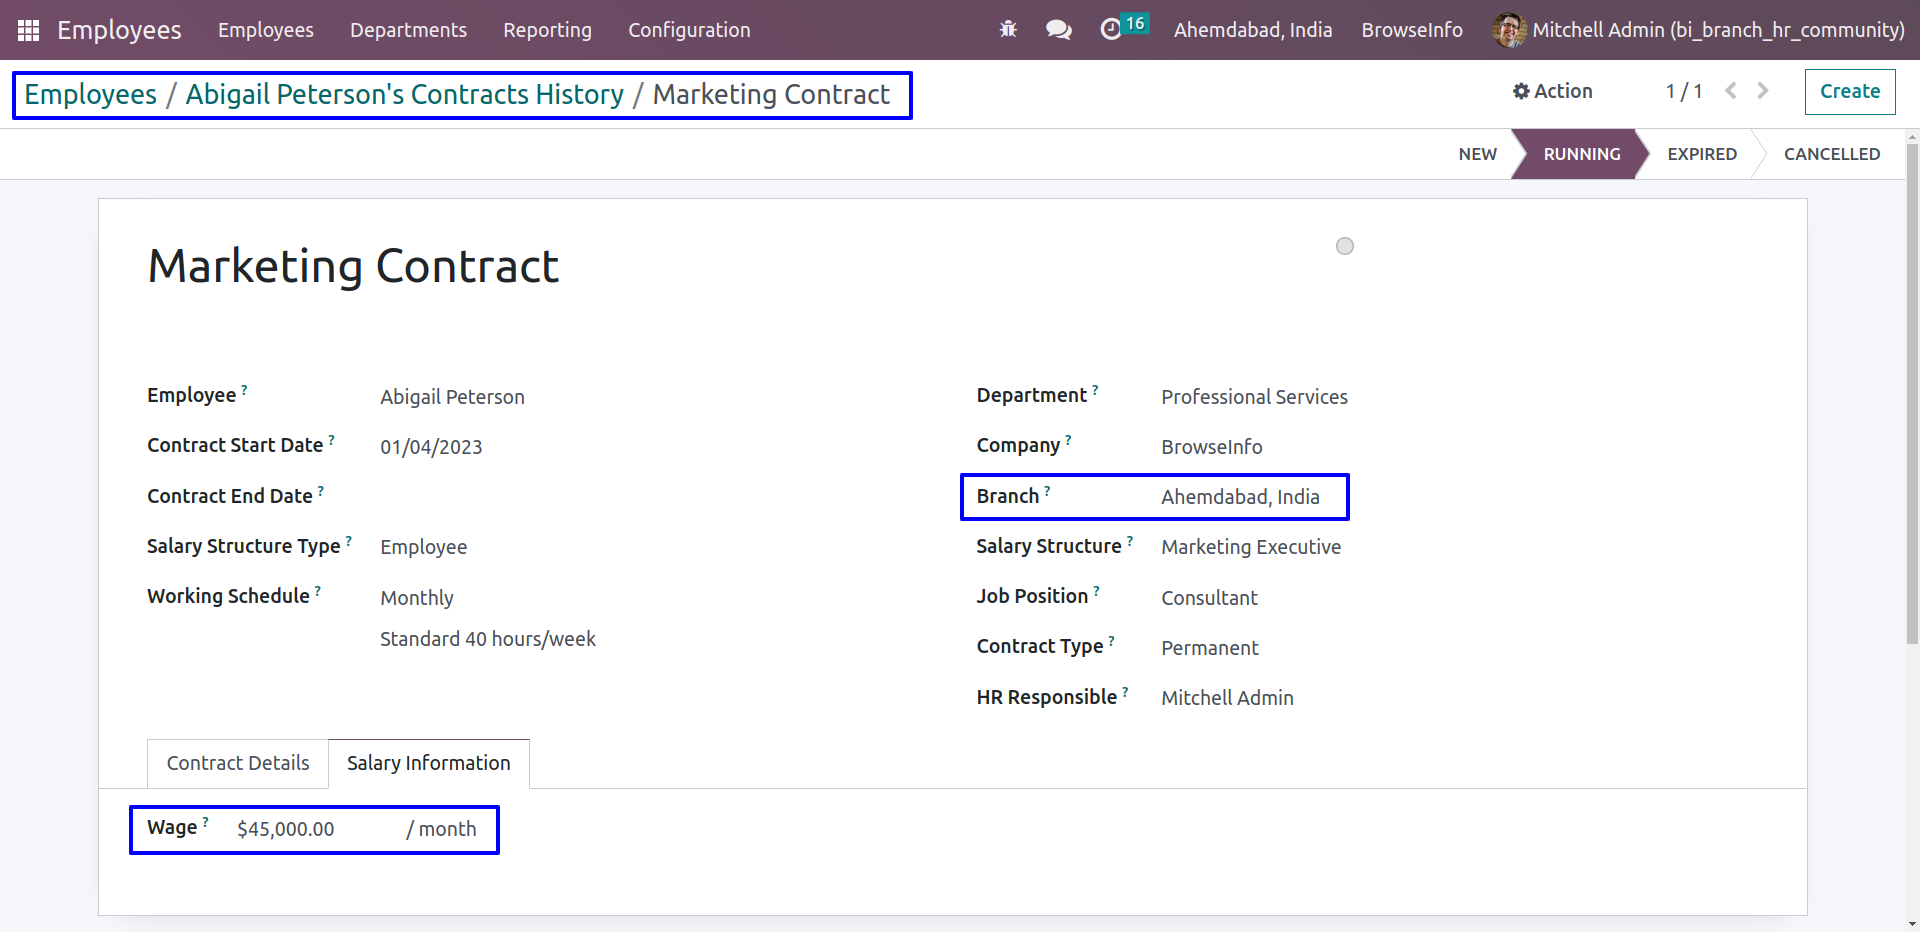 Employees Employees Departments Reporting Configuration 16 Ahemdabad, India BrowseInfo Mitchell Admin (bi_branch_hr_community)
Employees / Abigail Peterson's Contracts History / Marketing Contract Action 1 / 1 Create
NEW RUNNING EXPIRED CANCELLED
Marketing Contract
Employee ? Abigail Peterson
Contract Start Date ? 01/04/2023
Contract End Date ?
Salary Structure Type ? Employee
Working Schedule ? Monthly
Standard 40 hours/week
Department ? Professional Services
Company ? BrowseInfo
Branch ? Ahemdabad, India
Salary Structure ? Marketing Executive
Job Position ? Consultant
Contract Type ? Permanent
HR Responsible ? Mitchell Admin
Contract Details Salary Information
Wage ? $45,000.00 / month